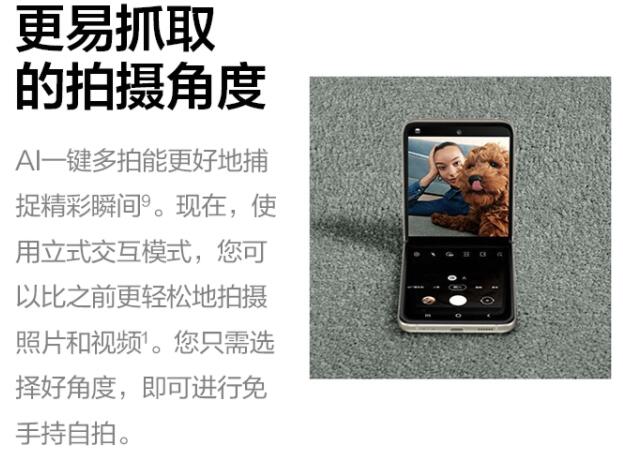 更易抓取
的拍摄角度
AI一键多拍能更好地捕
捉精彩瞬间⁹。现在，使
用立式交互模式，您可
以比之前更轻松地拍摄
照片和视频¹。您只需选
择好角度，即可进行免
手持自拍。